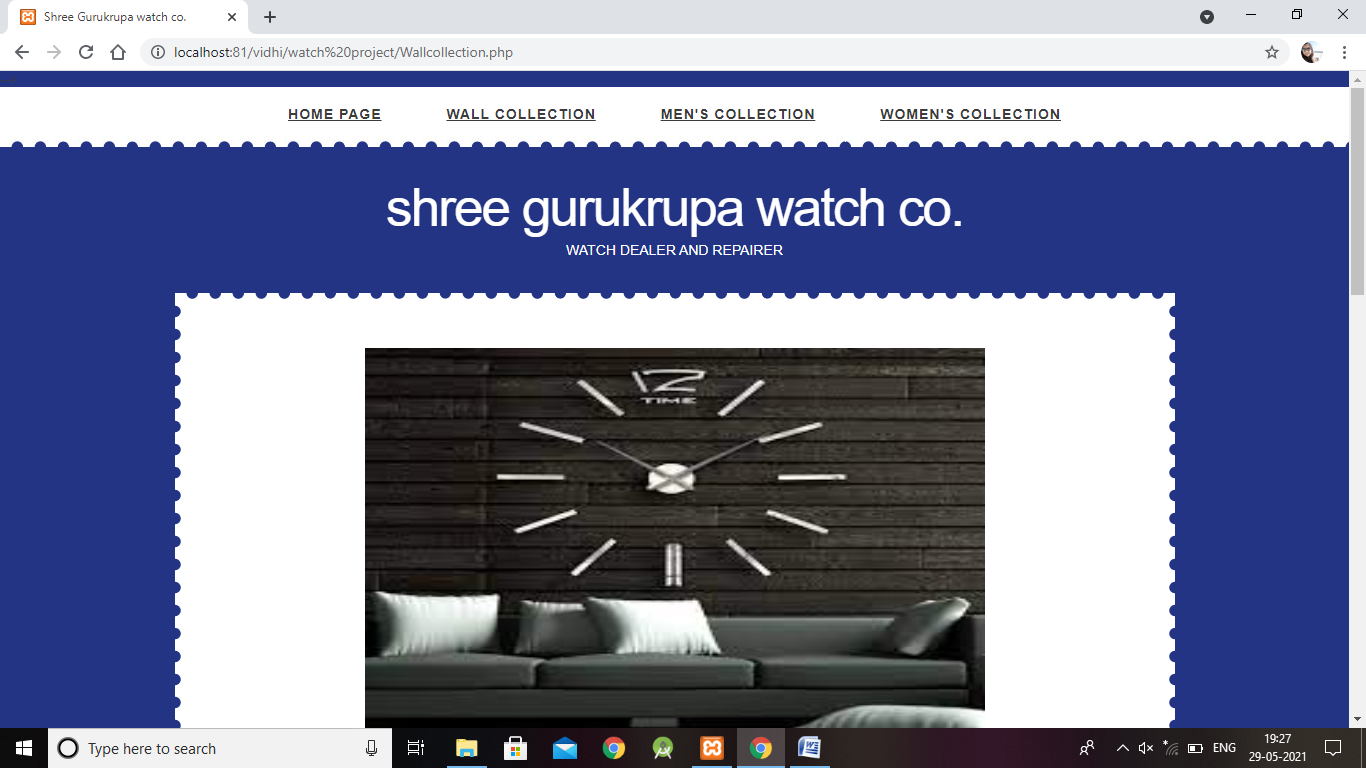 Shree Gurukrupa watch co.
localhost:81/vidhi/watch%20project/Wallcollection.php
HOME PAGE WALL COLLECTION MEN'S COLLECTION WOMEN'S COLLECTION
shree gurukrupa watch co.
WATCH DEALER AND REPAIRER
12
TIME
Type here to search
ENG
19:27
29-05-2021